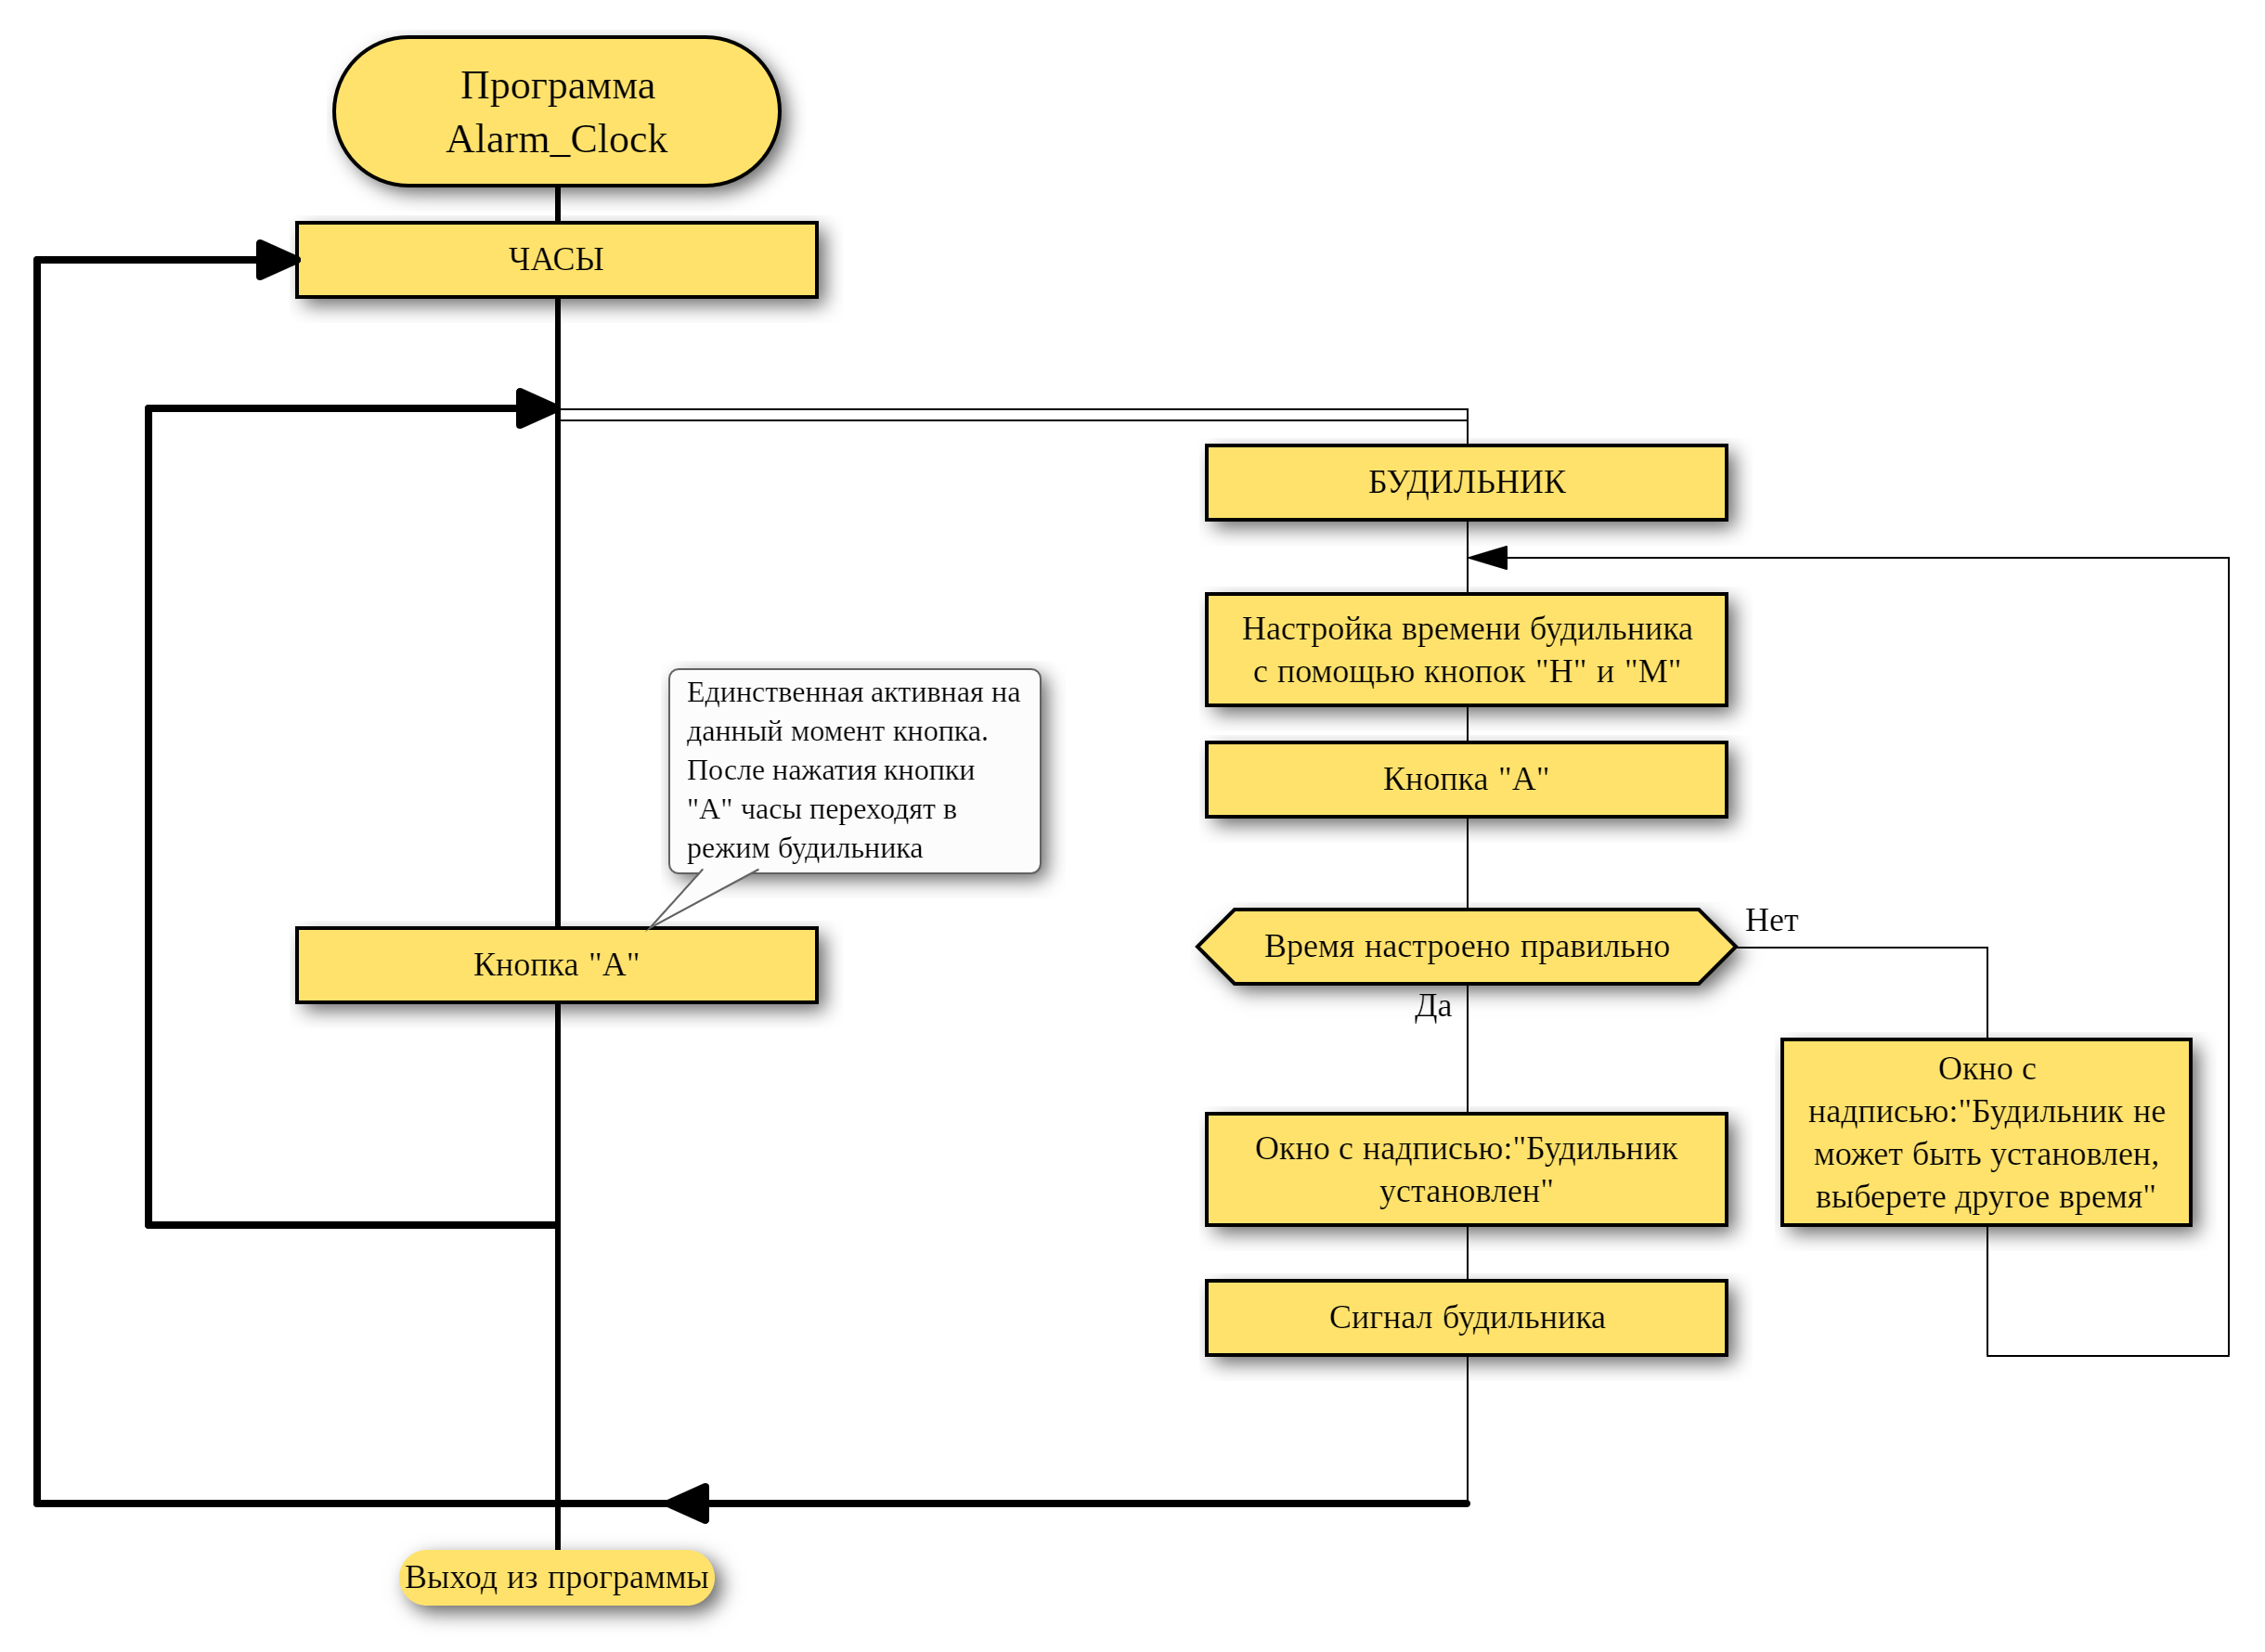 Программа
Alarm_Clock
ЧАСЫ
БУДИЛЬНИК
Настройка времени будильника
с помощью кнопок "H" и "M"
Единственная активная на
данный момент кнопка.
После нажатия кнопки
"А" часы переходят в
режим будильника
Кнопка "А"
Кнопка "А"
Время настроено правильно
Нет
Да
Окно с
надписью:"Будильник не
может быть установлен,
выберете другое время"
Окно с надписью:"Будильник
установлен"
Сигнал будильника
Выход из программы